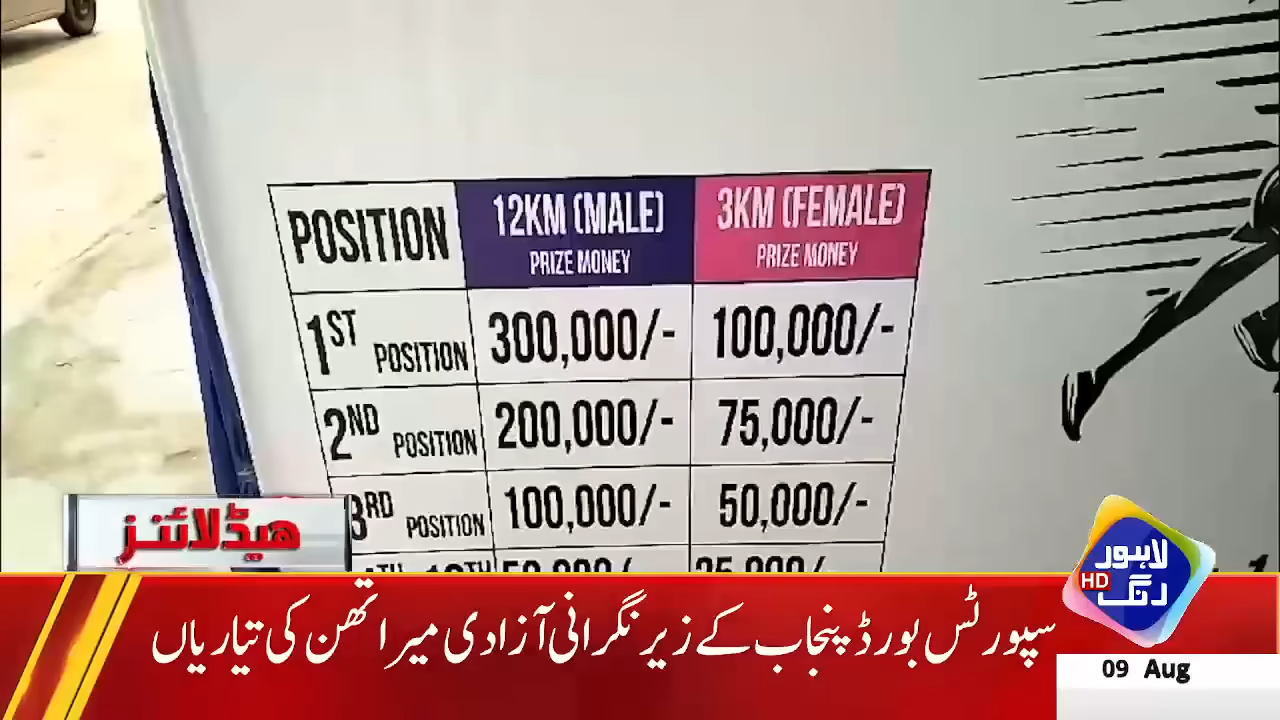 POSITION 12KM (MALE) 3KM (FEMALE)
PRIZE MONEY PRIZE MONEY
1ST POSITION 300,000/- 100,000/-
2ND POSITION 200,000/- 75,000/-
3RD POSITION 100,000/- 50,000/-
ہیڈلائنز
لاہور
HD رنگ
سپورٹس بورڈ پنجاب کے زیر نگرانی آزادی میراتھن کی تیاریاں
09 Aug